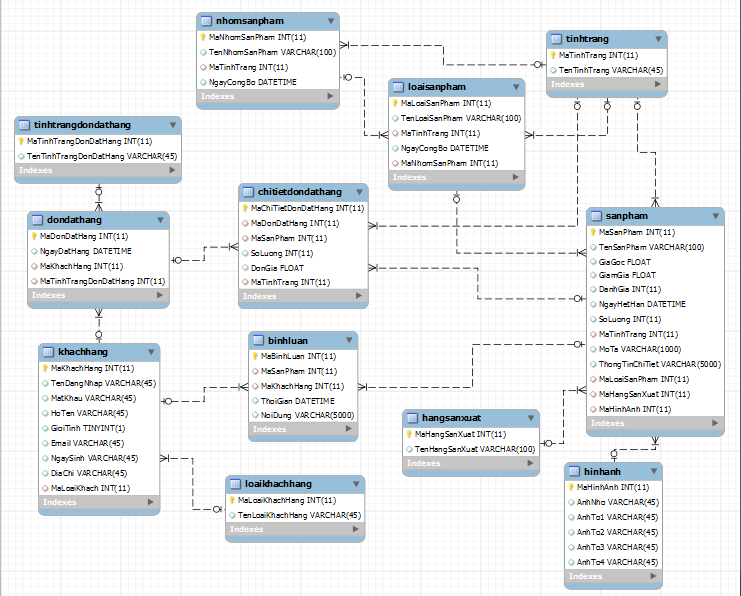 nhomsanpham
MaNhomSanPham INT(11)
TenNhomSanPham VARCHAR(100)
MaTinhTrang INT(11)
NgayCongBo DATETIME
Indexes
tinhtrang
MaTinhTrang INT(11)
TenTinhTrang VARCHAR(45)
Indexes
loaisanpham
MaLoaiSanPham INT(11)
TenLoaiSanPham VARCHAR(100)
MaTinhTrang INT(11)
NgayCongBo DATETIME
MaNhomSanPham INT(11)
Indexes
tinhtrangdondathang
MaTinhTrangDonDatHang INT(11)
TenTinhTrangDonDatHang VARCHAR(45)
Indexes
chitietdondathang
MaChiTietDonDatHang INT(11)
MaDonDatHang INT(11)
MaSanPham INT(11)
SoLuong INT(11)
DonGia FLOAT
MaTinhTrang INT(11)
Indexes
dondathang
MaDonDatHang INT(11)
NgayDatHang DATETIME
MaKhachHang INT(11)
MaTinhTrangDonDatHang INT(11)
Indexes
sanpham
MaSanPham INT(11)
TenSanPham VARCHAR(100)
GiaGoc FLOAT
GiamGia FLOAT
DanhGia INT(11)
NgayHetHan DATETIME
SoLuong INT(11)
MaTinhTrang INT(11)
MoTa VARCHAR(1000)
ThongTinChiTiet VARCHAR(5000)
MaLoaiSanPham INT(11)
MaHangSanXuat INT(11)
MaHinhAnh INT(11)
Indexes
khachhang
MaKhachHang INT(11)
TenDangNhap VARCHAR(45)
MatKhau VARCHAR(45)
HoTen VARCHAR(45)
GioiTinh TINYINT(1)
Email VARCHAR(45)
NgaySinh VARCHAR(45)
DiaChi VARCHAR(45)
MaLoaiKhach INT(11)
Indexes
binhluan
MaBinhLuan INT(11)
MaSanPham INT(11)
MaKhachHang INT(11)
ThoiGian DATETIME
NoiDung VARCHAR(5000)
Indexes
hangsanxuat
MaHangSanXuat INT(11)
TenHangSanXuat VARCHAR(100)
Indexes
loaikhachhang
MaLoaiKhachHang INT(11)
TenLoaiKhachHang VARCHAR(45)
Indexes
hinhanh
MaHinhAnh INT(11)
AnhNho VARCHAR(45)
AnhTo1 VARCHAR(45)
AnhTo2 VARCHAR(45)
AnhTo3 VARCHAR(45)
AnhTo4 VARCHAR(45)
Indexes